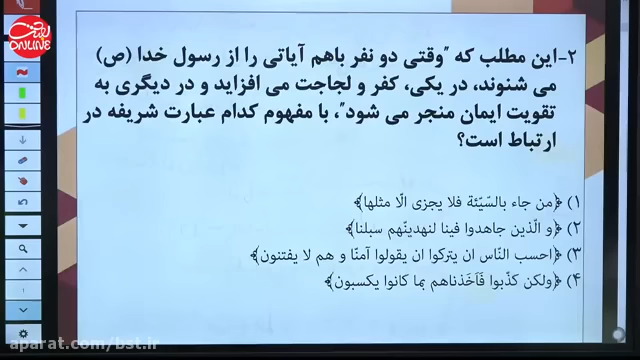 ONLINE
۲-این مطلب که "وقتی دو نفر باهم آیاتی را از رسول خدا (ص)
می شنوند، در یکی، کفر و لجاجت می افزاید و در دیگری به
تقویت ایمان منجر می شود"، با مفهوم کدام عبارت شریفه در
ارتباط است؟
۱) ﴿من جاء بالسّیّئة فلا یجزی الّا مثلها﴾
۲) ﴿و الّذین جاهدوا فینا لنهدینّهم سبلنا﴾
۳) ﴿احسب النّاس ان یترکوا ان یقولوا آمنّا و هم لا یفتنون﴾
۴) ﴿ولکن کذّبوا فَاَخَذناهم بما کانوا یکسبون﴾
aparat.com/bst.ir